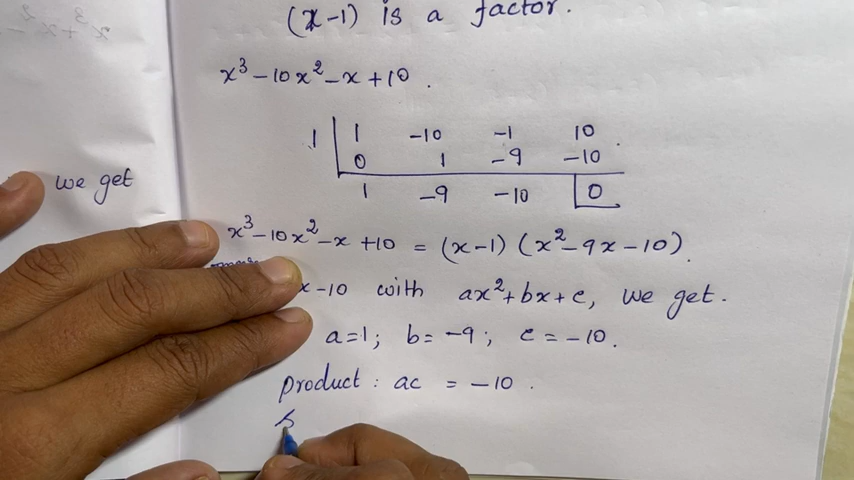 (x-1) is a factor.
we get
x³-10x²-x+10.
1 | 1 -10 -1 10
0 1 -9 -10
1 -9 -10 0
x³-10x²-x+10 = (x-1) (x²-9x-10).
x-10 with ax²+bx+c, we get.
a=1; b=-9; c=-10.
product: ac = -10.